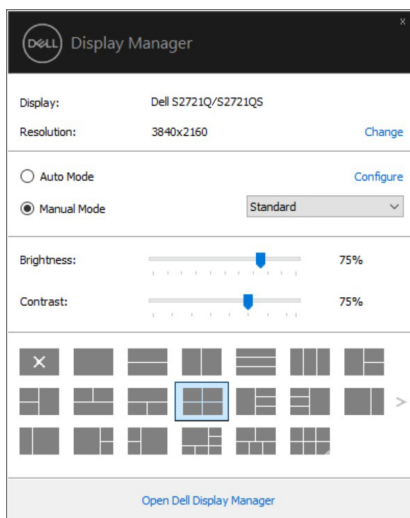 x
DELL Display Manager
Display: Dell S2721Q/S2721QS
Resolution: 3840x2160 Change
Auto Mode Configure
Manual Mode Standard
Brightness: 75%
Contrast: 75%
Open Dell Display Manager